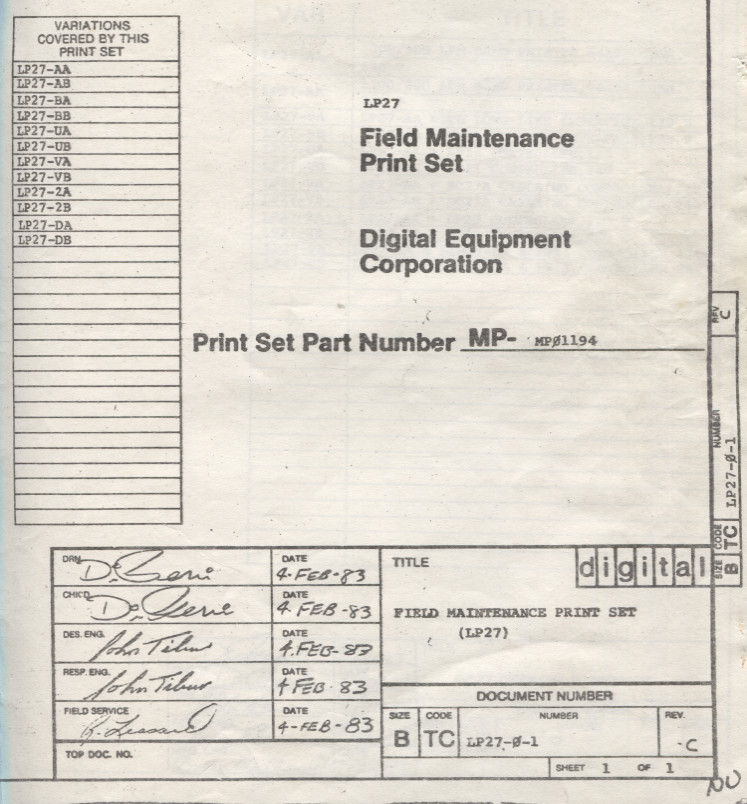 VARIATIONS
COVERED BY THIS
PRINT SET
LP27-AA
LP27-AB
LP27-BA
LP27-BB
LP27-UA
LP27-UB
LP27-VA
LP27-VB
LP27-2A
LP27-2B
LP27-DA
LP27-DB
LP27
Field Maintenance
Print Set
Digital Equipment
Corporation
Print Set Part Number MP- MPØ1194
REV
C
NUMBER
LP27-Ø-1
CODE
TC
SIZE
B
DRN
DATE
4-FEB-83
CHK'D
DATE
4 FEB-83
DES. ENG.
John
DATE
4.FEB-83
RESP. ENG.
John
DATE
4 FEB 83
FIELD SERVICE
DATE
4-FEB-83
TOP DOC. NO.
TITLE
digital
FIELD MAINTENANCE PRINT SET
(LP27)
DOCUMENT NUMBER
SIZE CODE NUMBER REV.
B TC LP27-Ø-1 -C
SHEET 1 OF 1